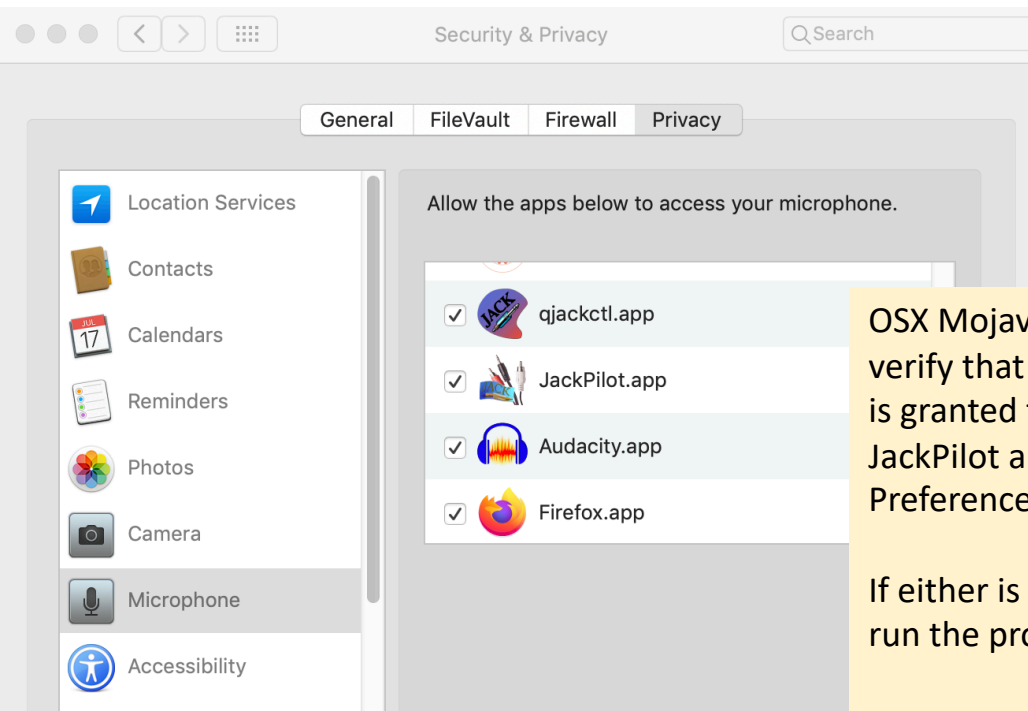 Security & Privacy
Search
General FileVault Firewall Privacy
Location Services
Contacts
JUL
17
Calendars
Reminders
Photos
Camera
Microphone
Accessibility
Allow the apps below to access your microphone.
JACK
qjackctl.app
JACK
JackPilot.app
Audacity.app
Firefox.app
OSX Mojav
verify that
is granted
JackPilot a
Preference
If either is
run the pro